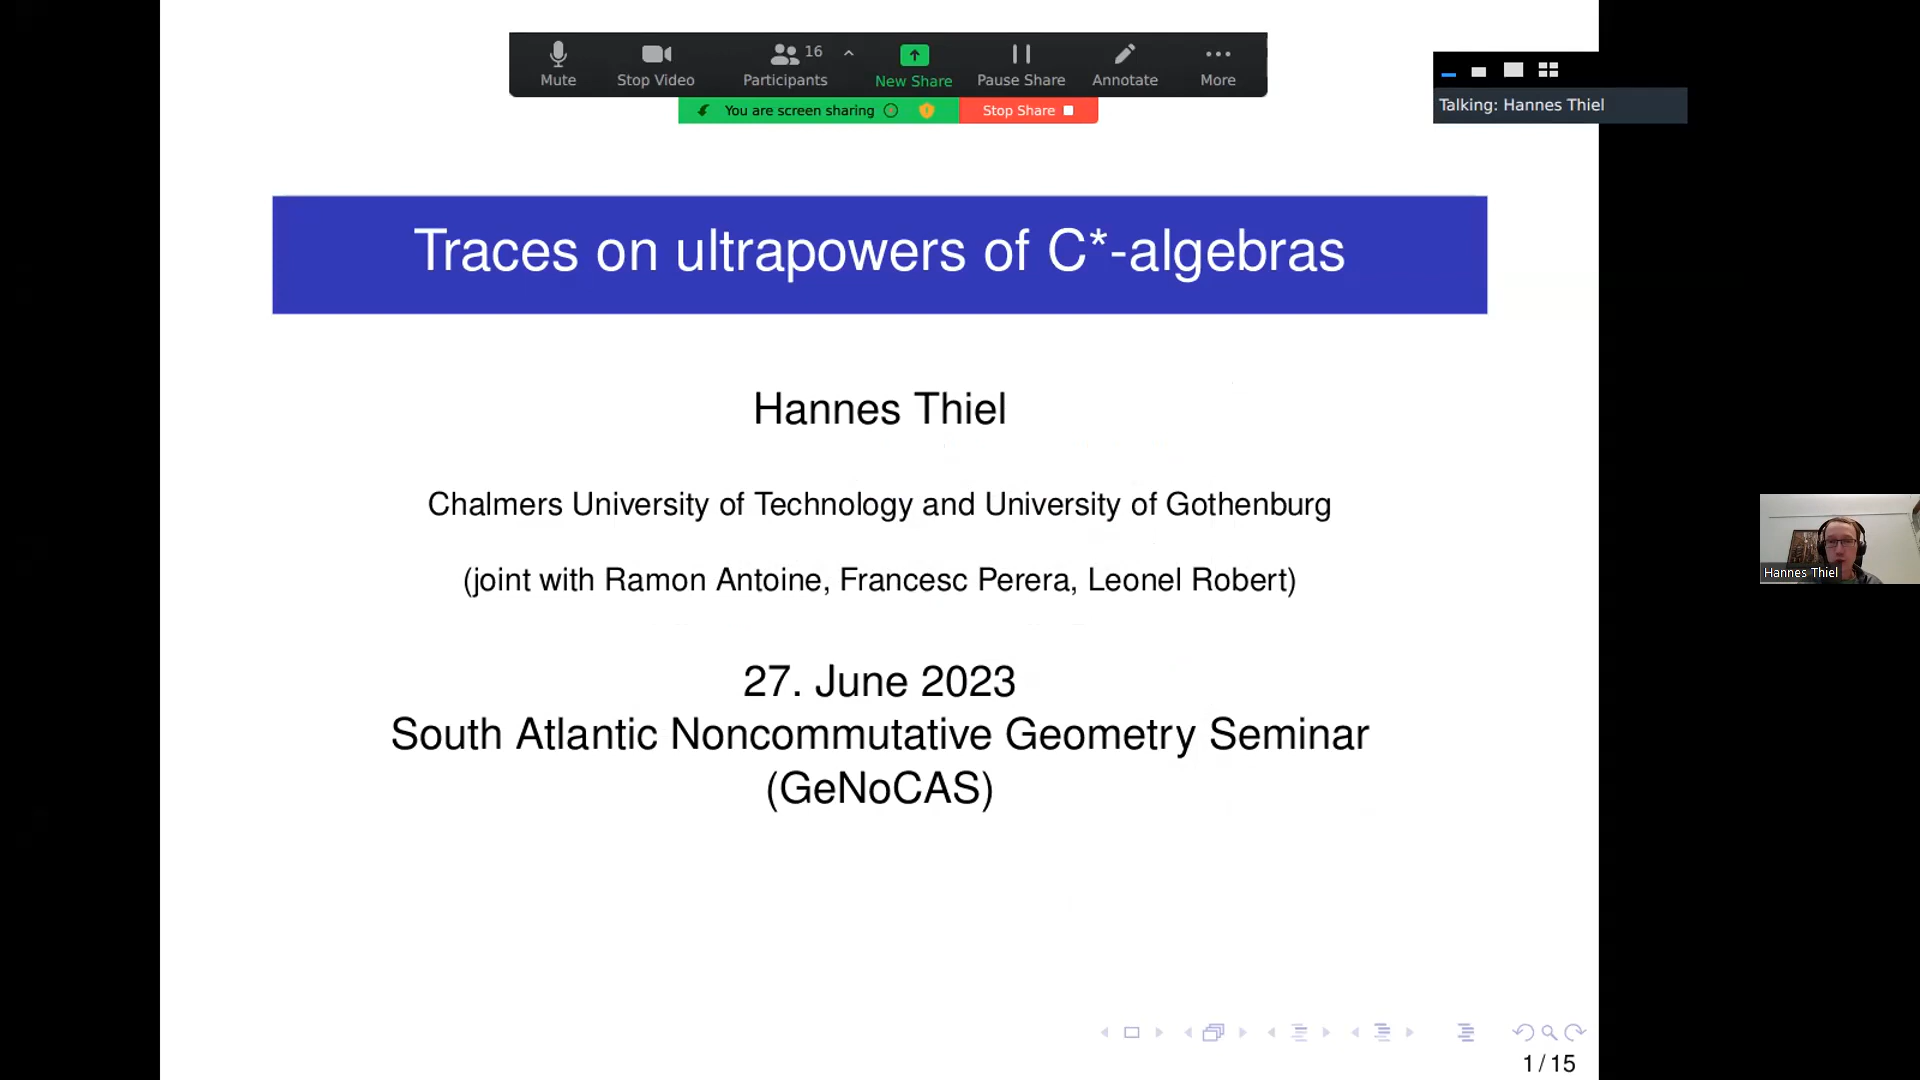 16
Mute
Stop Video
Participants
New Share
Pause Share
Annotate
More
You are screen sharing
Stop Share
Talking: Hannes Thiel
Traces on ultrapowers of C*-algebras
Hannes Thiel
Chalmers University of Technology and University of Gothenburg
(joint with Ramon Antoine, Francesc Perera, Leonel Robert)
27. June 2023
South Atlantic Noncommutative Geometry Seminar
(GeNoCAS)
Hannes Thiel
1 / 15